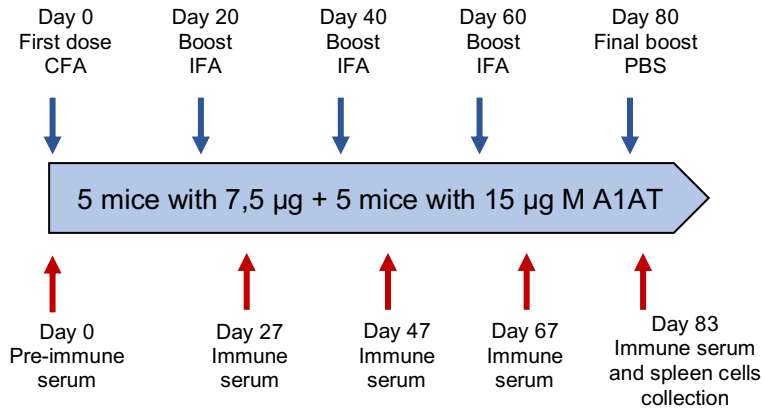 Day 0
First dose
CFA
Day 20
Boost
IFA
Day 40
Boost
IFA
Day 60
Boost
IFA
Day 80
Final boost
PBS
5 mice with 7,5 µg + 5 mice with 15 µg M A1AT
Day 0
Pre-immune
serum
Day 27
Immune
serum
Day 47
Immune
serum
Day 67
Immune
serum
Day 83
Immune serum
and spleen cells
collection